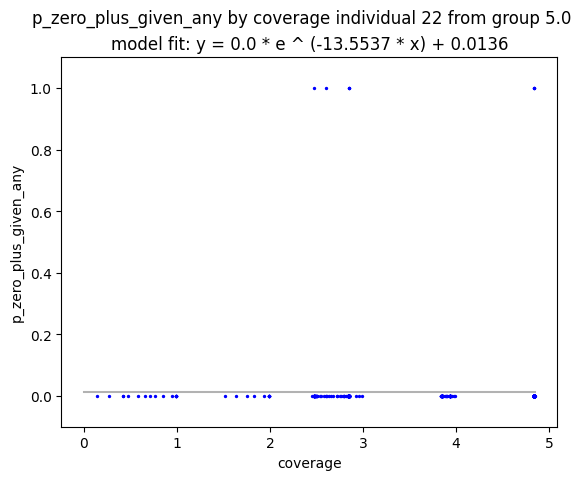 p_zero_plus_given_any by coverage individual 22 from group 5.0
model fit: y = 0.0 * e ^ (-13.5537 * x) + 0.0136
1.0
0.8
0.6
0.4
0.2
0.0
p_zero_plus_given_any
0 1 2 3 4 5
coverage